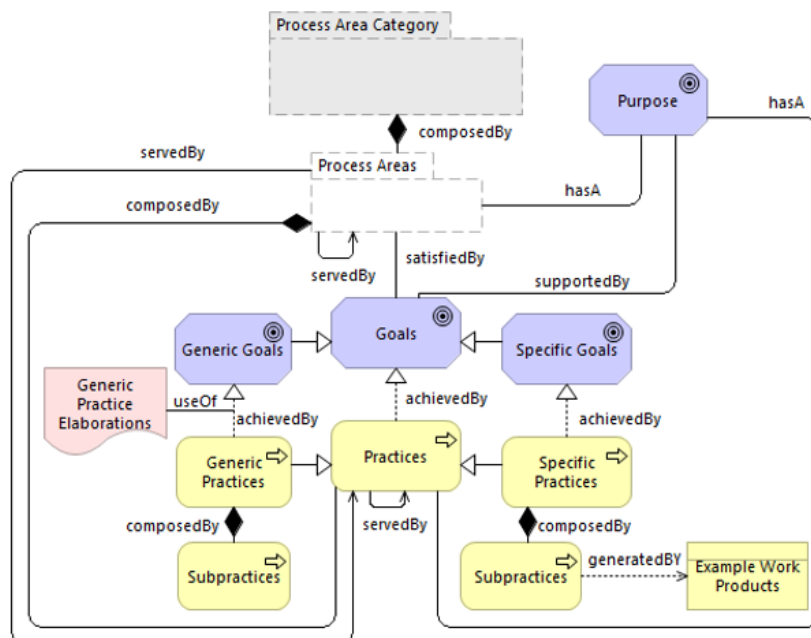 Process Area Category
Purpose
hasA
composedBy
servedBy
Process Areas
composedBy
hasA
servedBy
satisfiedBy
supportedBy
Generic Goals
Goals
Specific Goals
Generic
Practice
Elaborations
useOf
achievedBy
achievedBy
achievedBy
Generic
Practices
Practices
Specific
Practices
composedBy
servedBy
composedBy
Subpractices
Subpractices
generatedBY
Example Work
Products